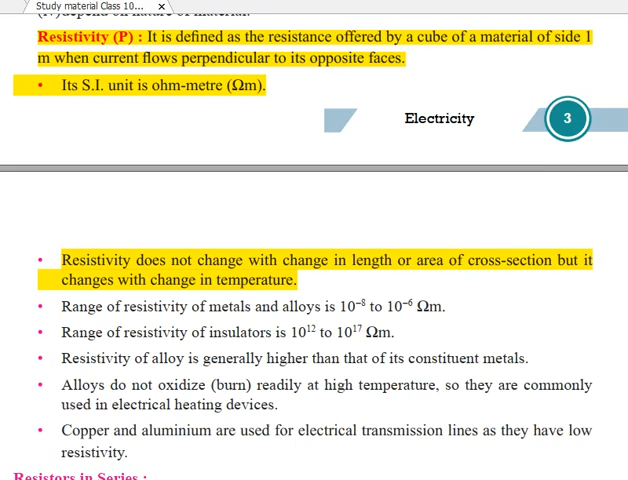 Study material Class 10... x
(iv) depend on nature of material.
Resistivity (P) : It is defined as the resistance offered by a cube of a material of side 1
m when current flows perpendicular to its opposite faces.
• Its S.I. unit is ohm-metre (Ωm).
Electricity 3
• Resistivity does not change with change in length or area of cross-section but it
changes with change in temperature.
• Range of resistivity of metals and alloys is 10⁻⁸ to 10⁻⁶ Ωm.
• Range of resistivity of insulators is 10¹² to 10¹⁷ Ωm.
• Resistivity of alloy is generally higher than that of its constituent metals.
• Alloys do not oxidize (burn) readily at high temperature, so they are commonly
used in electrical heating devices.
• Copper and aluminium are used for electrical transmission lines as they have low
resistivity.
Resistors in Series :